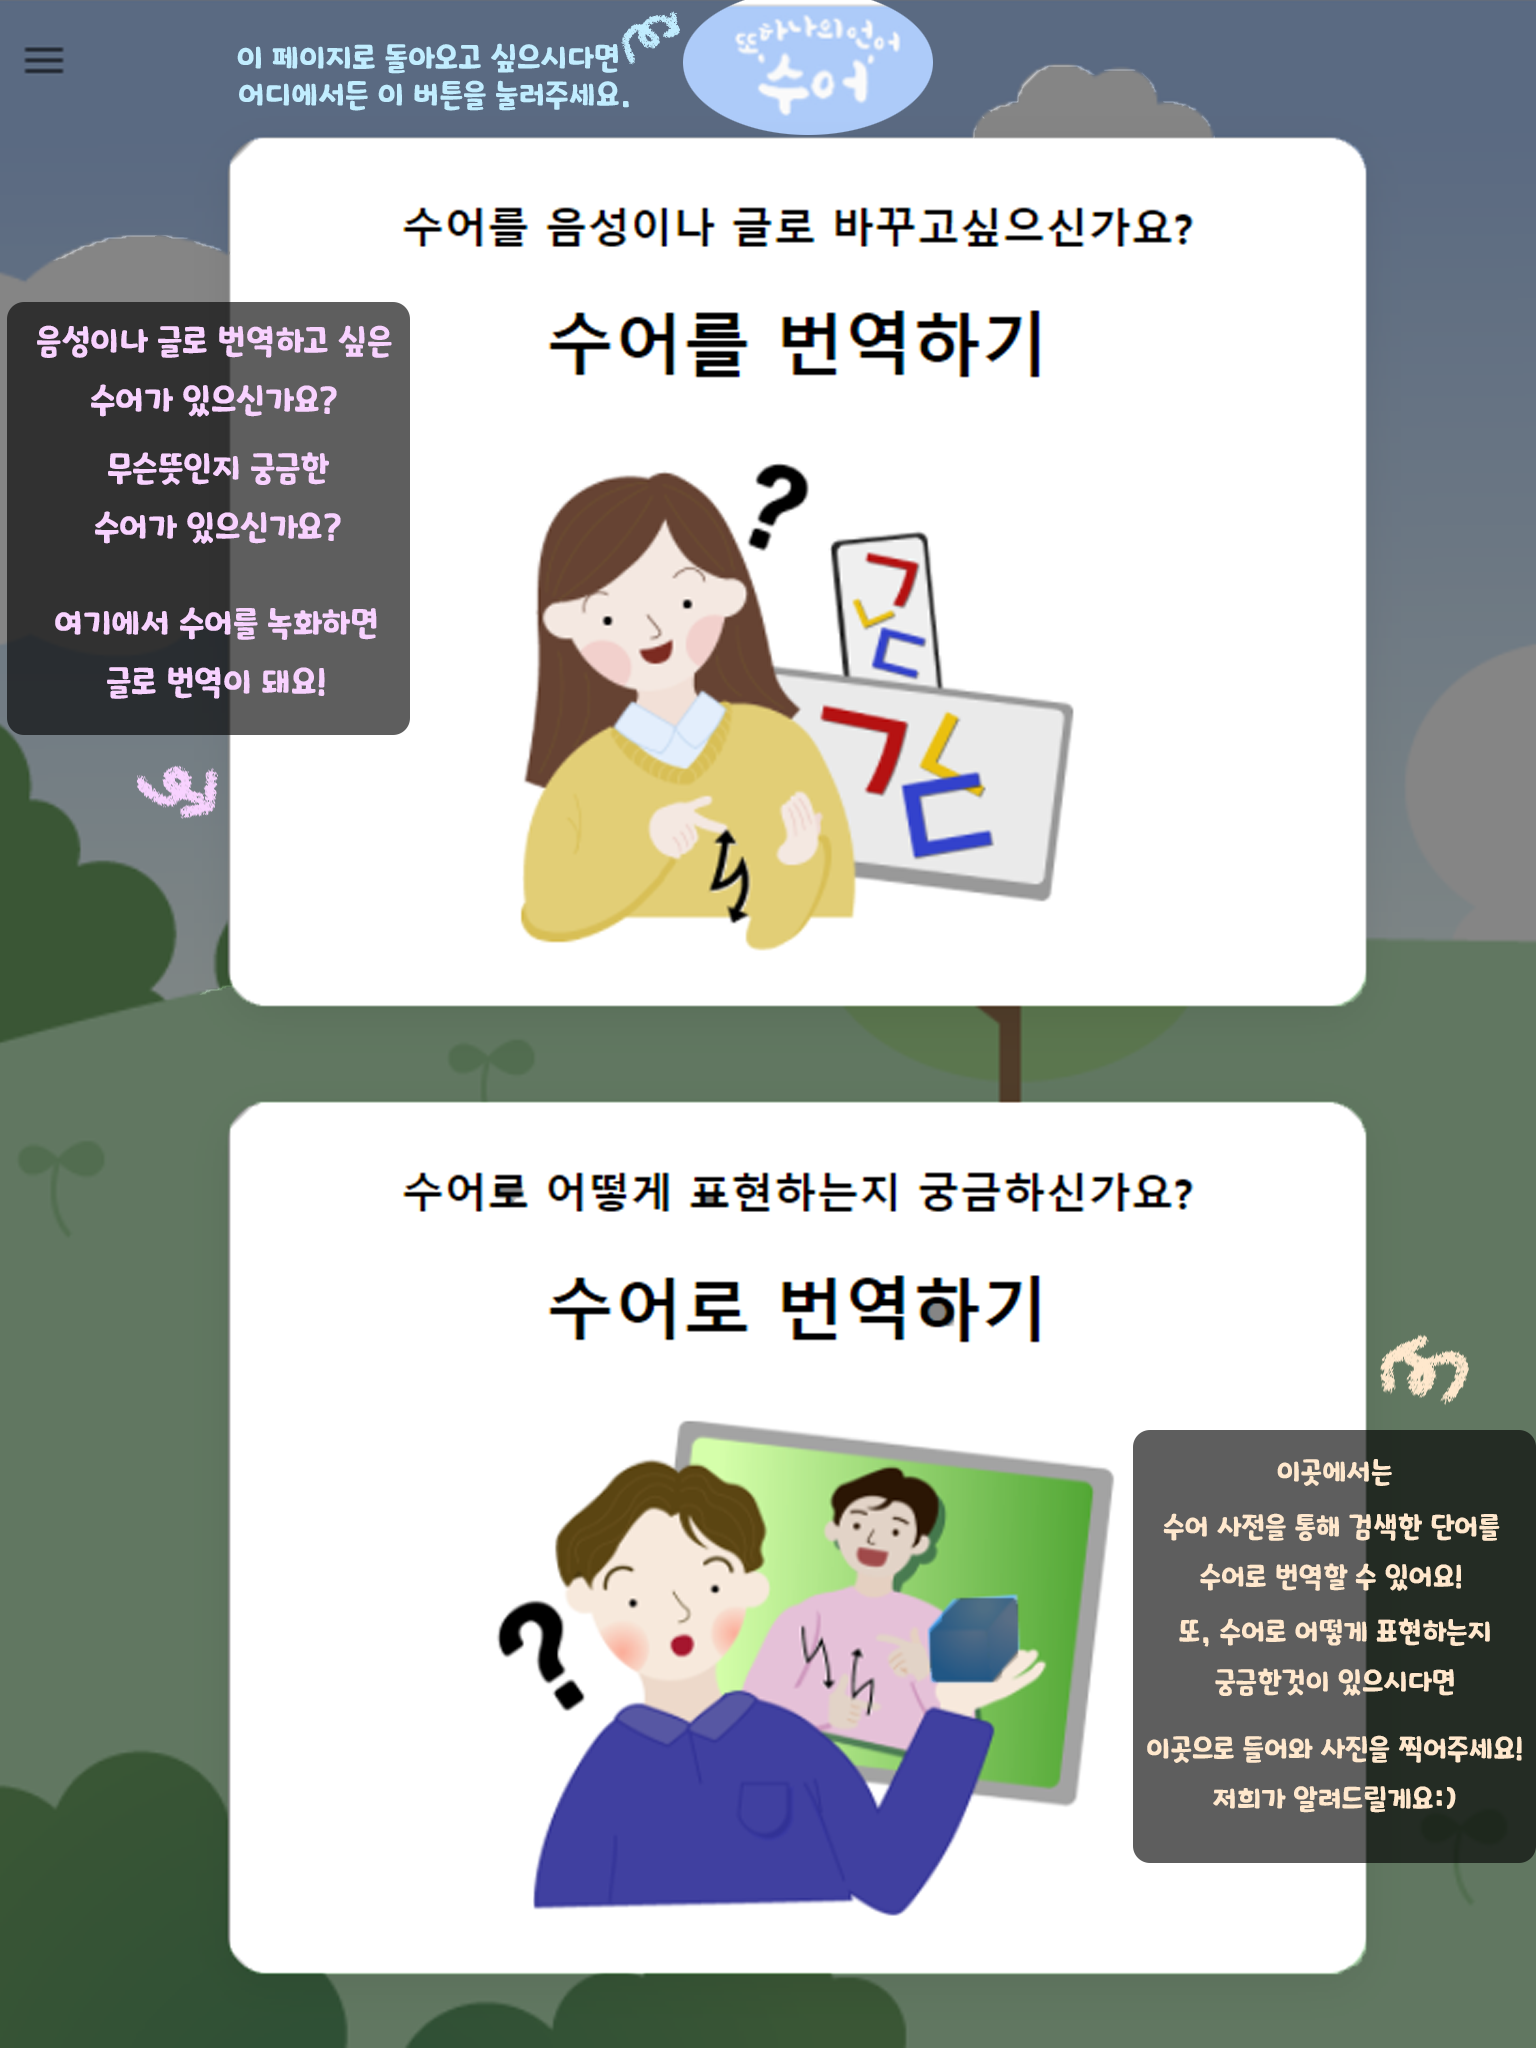 이 페이지로 돌아오고 싶으시다면
어디에서든 이 버튼을 눌러주세요.
또 하나의 언어
'수어'
수어를 음성이나 글로 바꾸고싶으신가요?
수어를 번역하기
음성이나 글로 번역하고 싶은
수어가 있으신가요?
무슨뜻인지 궁금한
수어가 있으신가요?
여기에서 수어를 녹화하면
글로 번역이 돼요!
?
ㄱ
ㄴ
ㄷ
ㄱㄴ
ㄷ
수어로 어떻게 표현하는지 궁금하신가요?
수어로 번역하기
?
이곳에서는
수어 사전을 통해 검색한 단어를
수어로 번역할 수 있어요!
또, 수어로 어떻게 표현하는지
궁금한것이 있으시다면
이곳으로 들어와 사진을 찍어주세요!
저희가 알려드릴게요:)